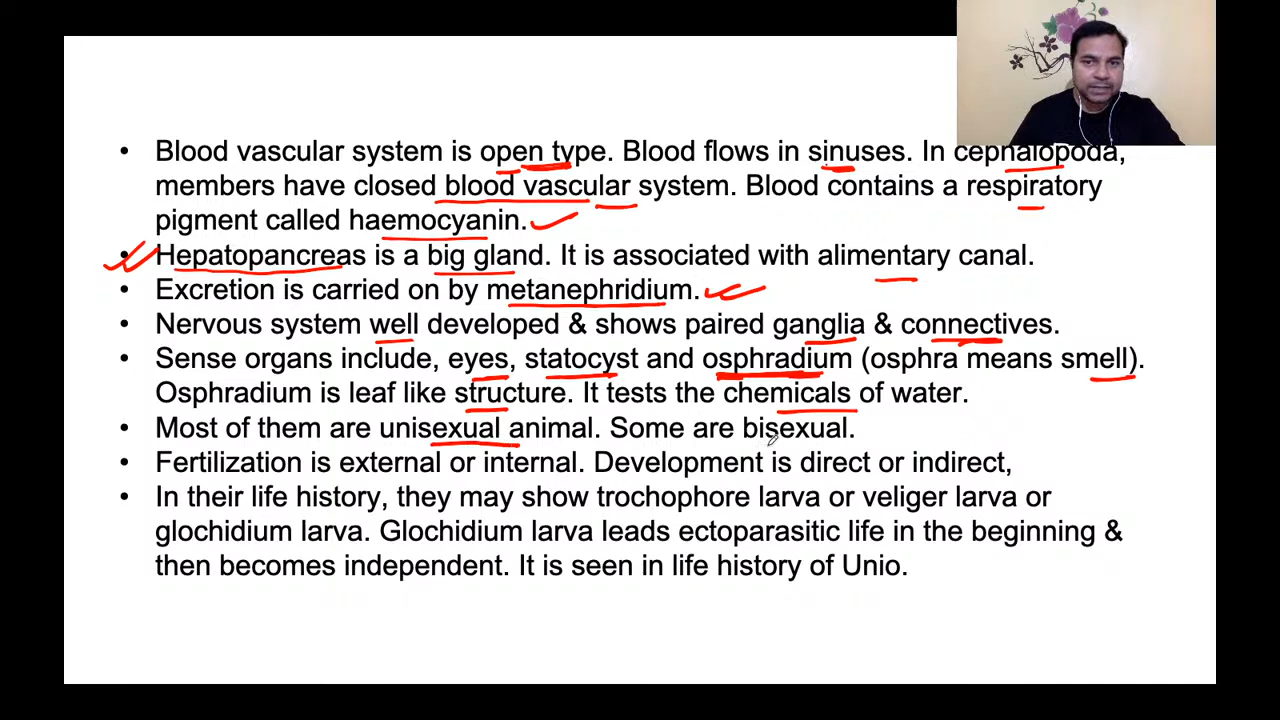 • Blood vascular system is open type. Blood flows in sinuses. In cephalopoda,
members have closed blood vascular system. Blood contains a respiratory
pigment called haemocyanin.
• Hepatopancreas is a big gland. It is associated with alimentary canal.
• Excretion is carried on by metanephridium.
• Nervous system well developed & shows paired ganglia & connectives.
• Sense organs include, eyes, statocyst and osphradium (osphra means smell).
Osphradium is leaf like structure. It tests the chemicals of water.
• Most of them are unisexual animal. Some are bisexual.
• Fertilization is external or internal. Development is direct or indirect,
• In their life history, they may show trochophore larva or veliger larva or
glochidium larva. Glochidium larva leads ectoparasitic life in the beginning &
then becomes independent. It is seen in life history of Unio.